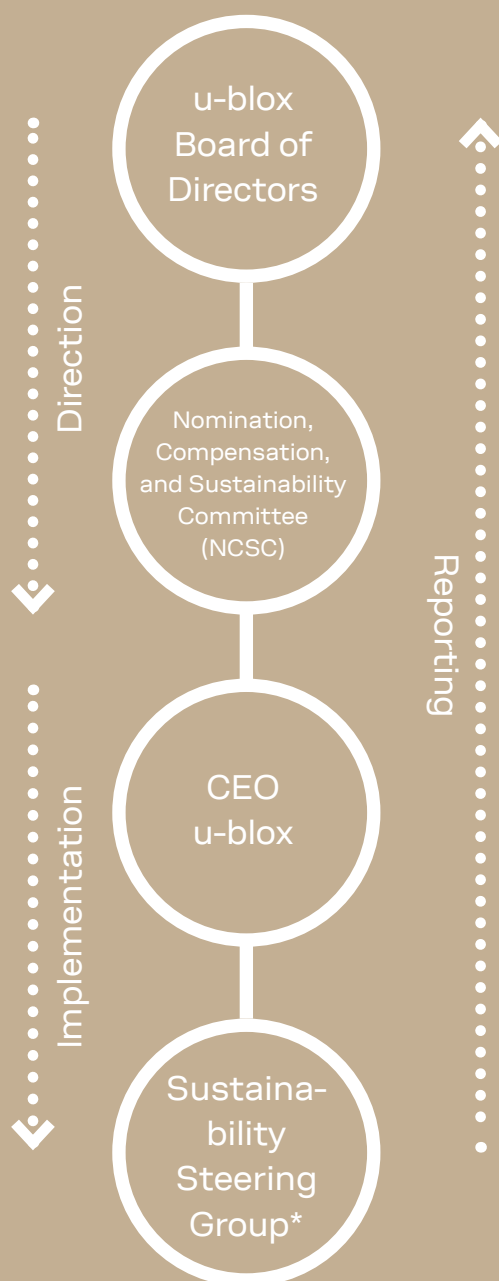 u-blox
Board of
Directors
Direction
Nomination,
Compensation,
and Sustainability
Committee
(NCSC)
Reporting
CEO
u-blox
Implementation
Sustaina-
bility
Steering
Group*